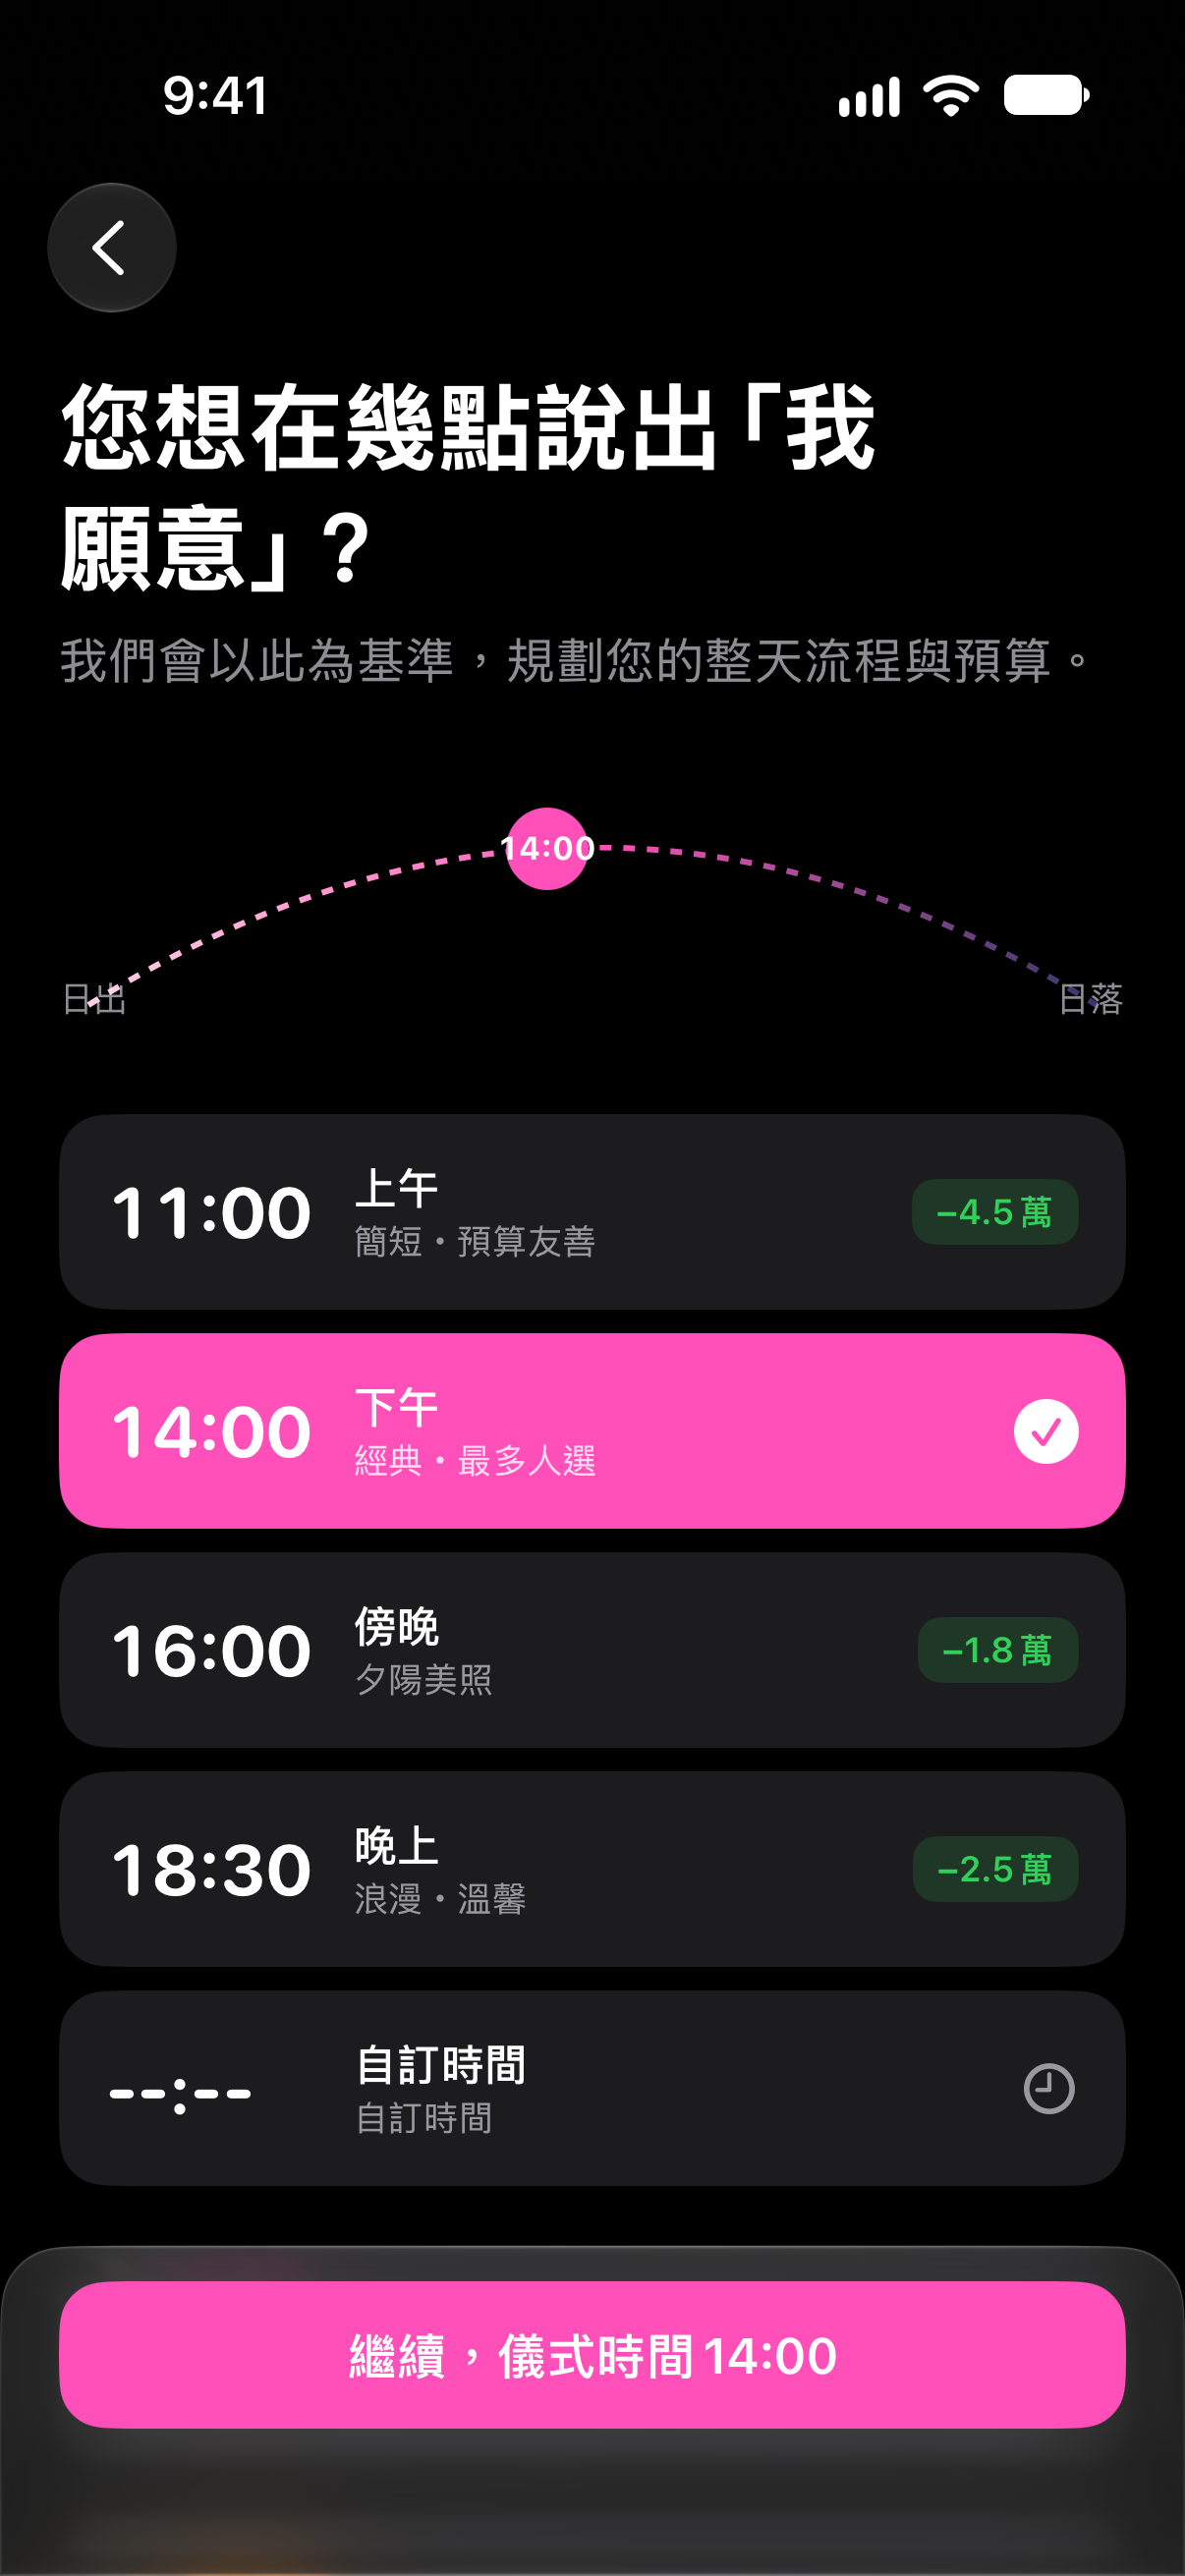 9:41
您想在幾點說出「我
願意」?
我們會以此為基準，規劃您的整天流程與預算。
14:00
日出
日落
11:00
上午
簡短・預算友善
−4.5 萬
14:00
下午
經典・最多人選
16:00
傍晚
夕陽美照
−1.8 萬
18:30
晚上
浪漫・溫馨
−2.5 萬
--:--
自訂時間
自訂時間
繼續，儀式時間 14:00